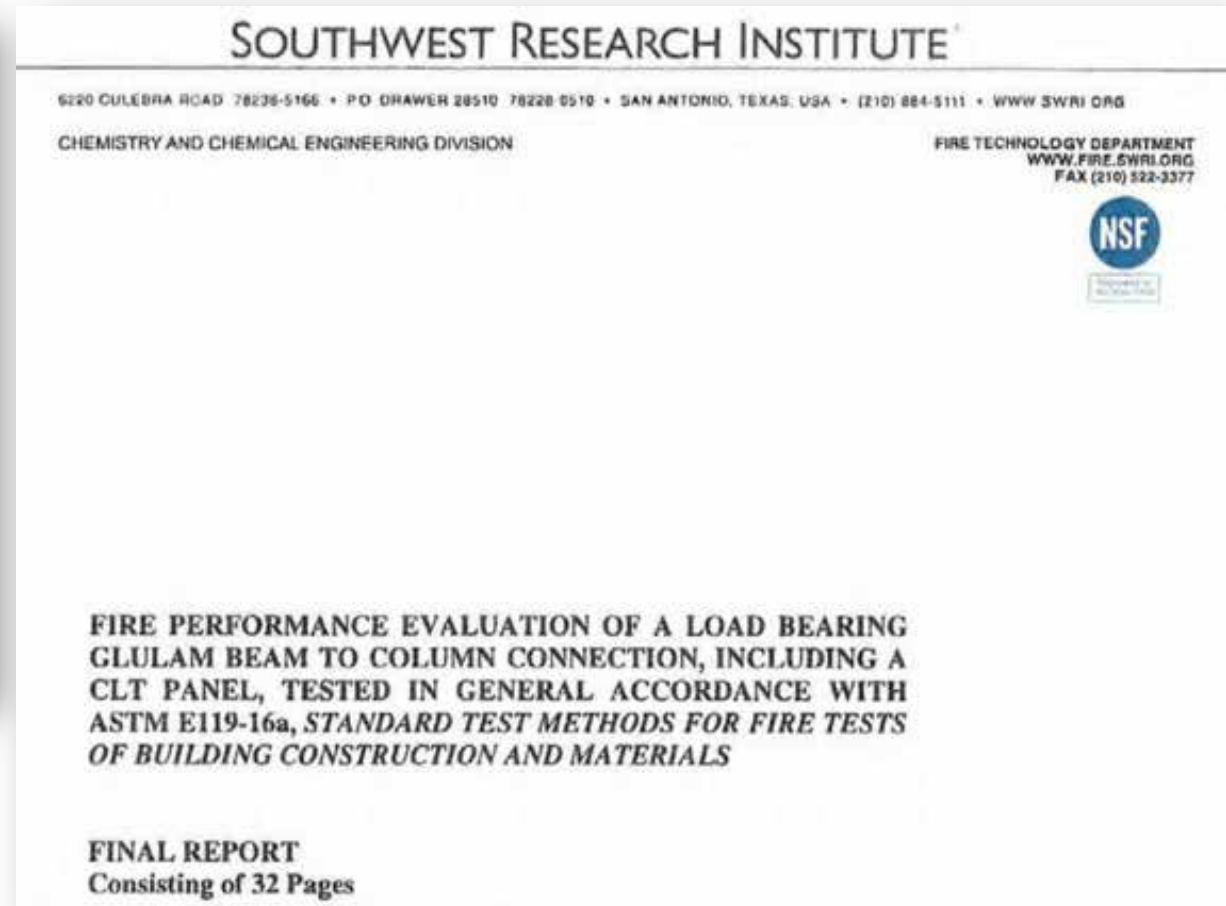 SOUTHWEST RESEARCH INSTITUTE
6220 CULEBRA ROAD 78238-5166 • PO DRAWER 28510 78228-0510 • SAN ANTONIO, TEXAS, USA • (210) 684-5111 • WWW.SWRI.ORG
CHEMISTRY AND CHEMICAL ENGINEERING DIVISION
FIRE TECHNOLOGY DEPARTMENT
WWW.FIRE.SWRI.ORG
FAX (210) 522-3377
NSF
FIRE PERFORMANCE EVALUATION OF A LOAD BEARING
GLULAM BEAM TO COLUMN CONNECTION, INCLUDING A
CLT PANEL, TESTED IN GENERAL ACCORDANCE WITH
ASTM E119-16a, STANDARD TEST METHODS FOR FIRE TESTS
OF BUILDING CONSTRUCTION AND MATERIALS
FINAL REPORT
Consisting of 32 Pages